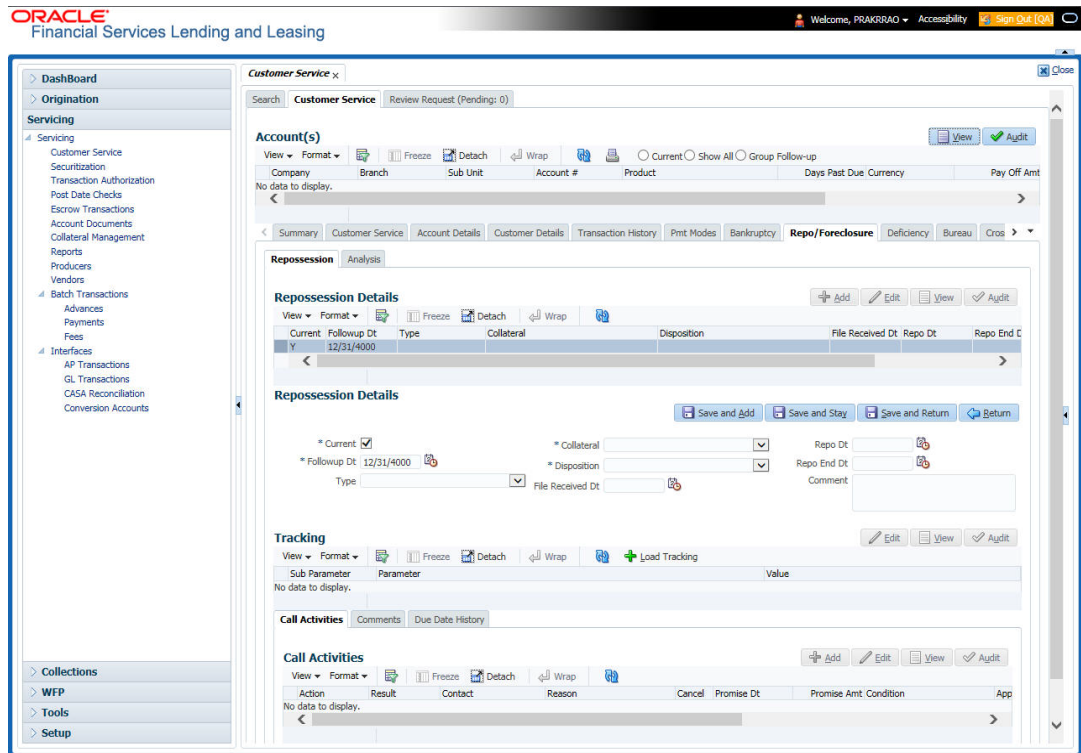 ORACLE
Financial Services Lending and Leasing
Welcome, PRAKRRAO Accessibility Sign Out [QA]
Close
DashBoard
Origination
Servicing
Servicing
Customer Service
Securitization
Transaction Authorization
Post Date Checks
Escrow Transactions
Account Documents
Collateral Management
Reports
Producers
Vendors
Batch Transactions
Advances
Payments
Fees
Interfaces
AP Transactions
GL Transactions
CASA Reconciliation
Conversion Accounts
Collections
WFP
Tools
Setup
Customer Service x
Search Customer Service Review Request (Pending: 0)
Account(s)
View Audit
View Format Freeze Detach Wrap Current Show All Group Follow-up
Company Branch Sub Unit Account # Product Days Past Due Currency Pay Off Amt
No data to display.
Summary Customer Service Account Details Customer Details Transaction History Pmt Modes Bankruptcy Repo/Foreclosure Deficiency Bureau Cros
Repossession Analysis
Repossession Details
Add Edit View Audit
View Format Freeze Detach Wrap
Current Followup Dt Type Collateral Disposition File Received Dt Repo Dt Repo End D
Y 12/31/4000
Repossession Details
Save and Add Save and Stay Save and Return Return
* Current * Collateral Repo Dt
* Followup Dt 12/31/4000 * Disposition Repo End Dt
Type File Received Dt Comment
Tracking
Edit View Audit
View Format Freeze Detach Wrap Load Tracking
Sub Parameter Parameter Value
No data to display.
Call Activities Comments Due Date History
Call Activities
Add Edit View Audit
View Format Freeze Detach Wrap
Action Result Contact Reason Cancel Promise Dt Promise Amt Condition App
No data to display.